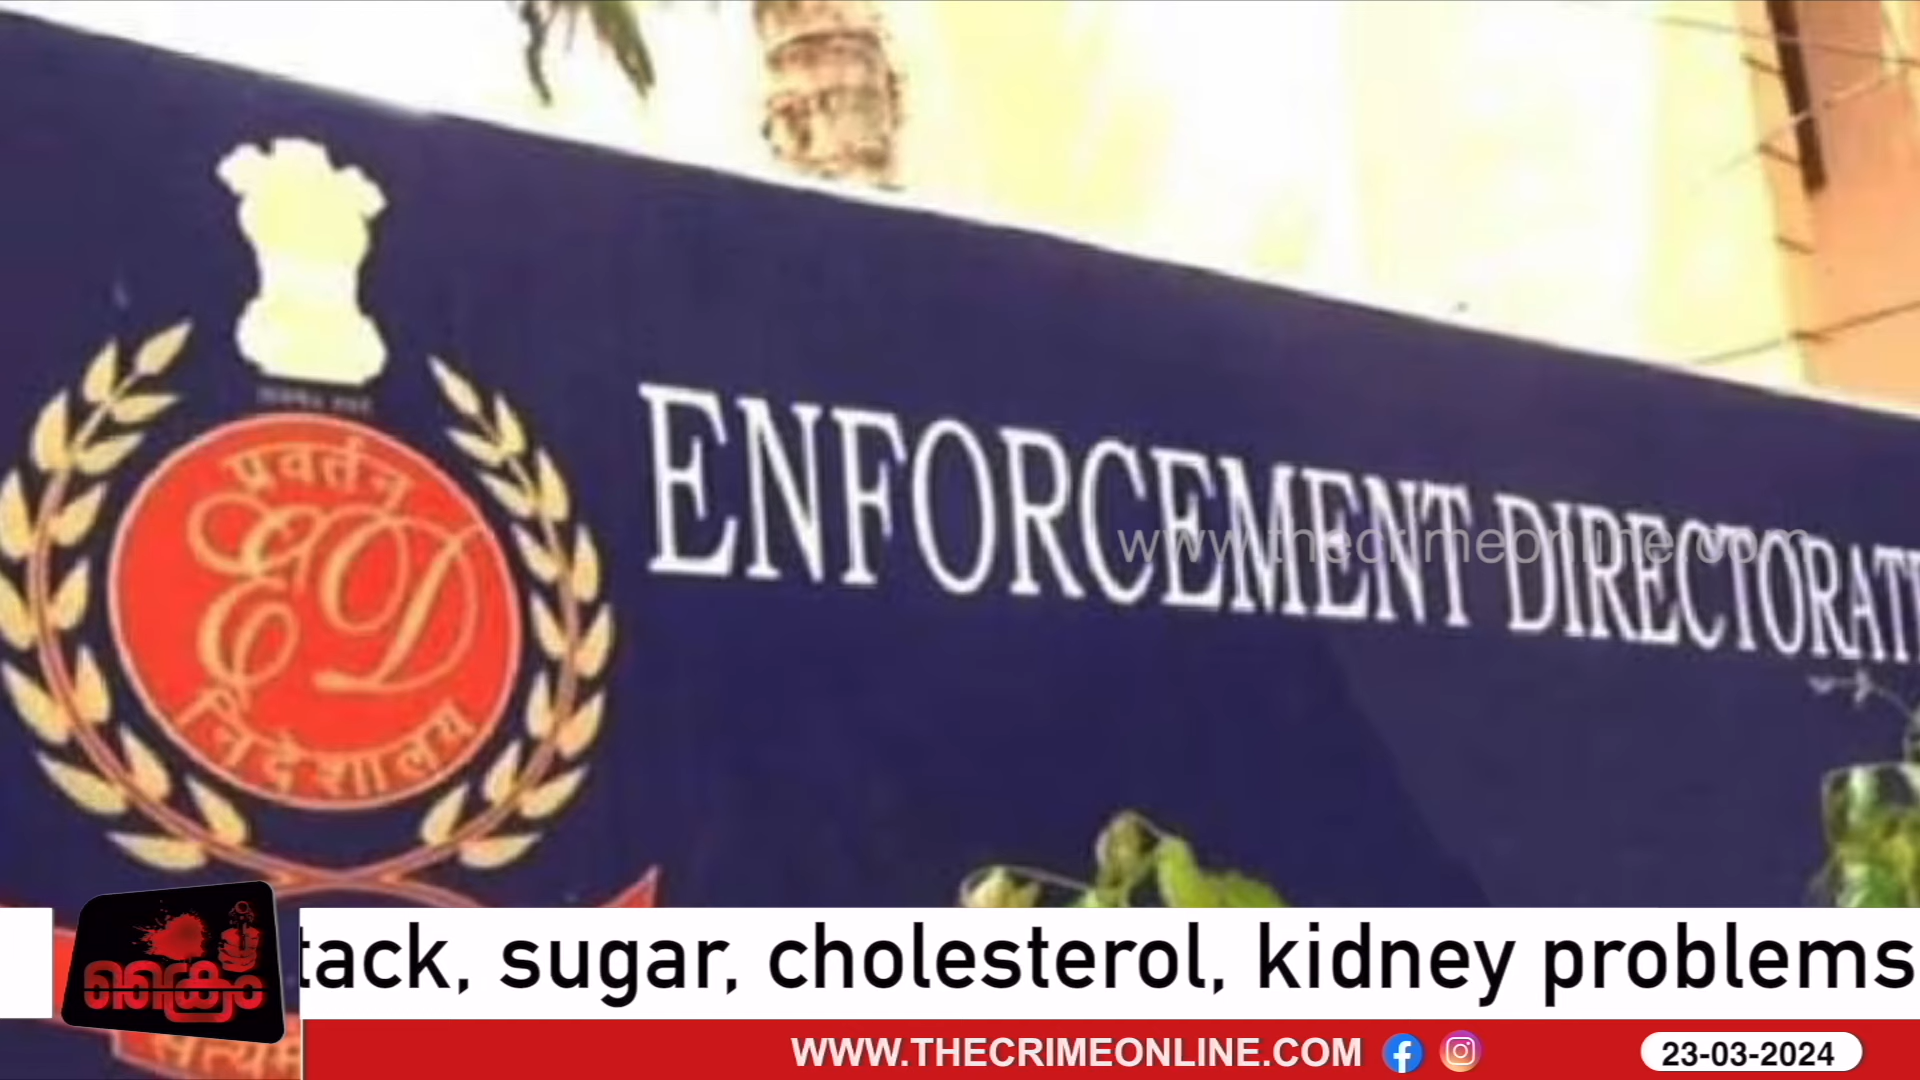 प्रवर्तन
ED
निदेशालय
ENFORCEMENT DIRECTORATE
www.thecrimeonline.com
tack, sugar, cholesterol, kidney problems
ക്രൈം
WWW.THECRIMEONLINE.COM
23-03-2024